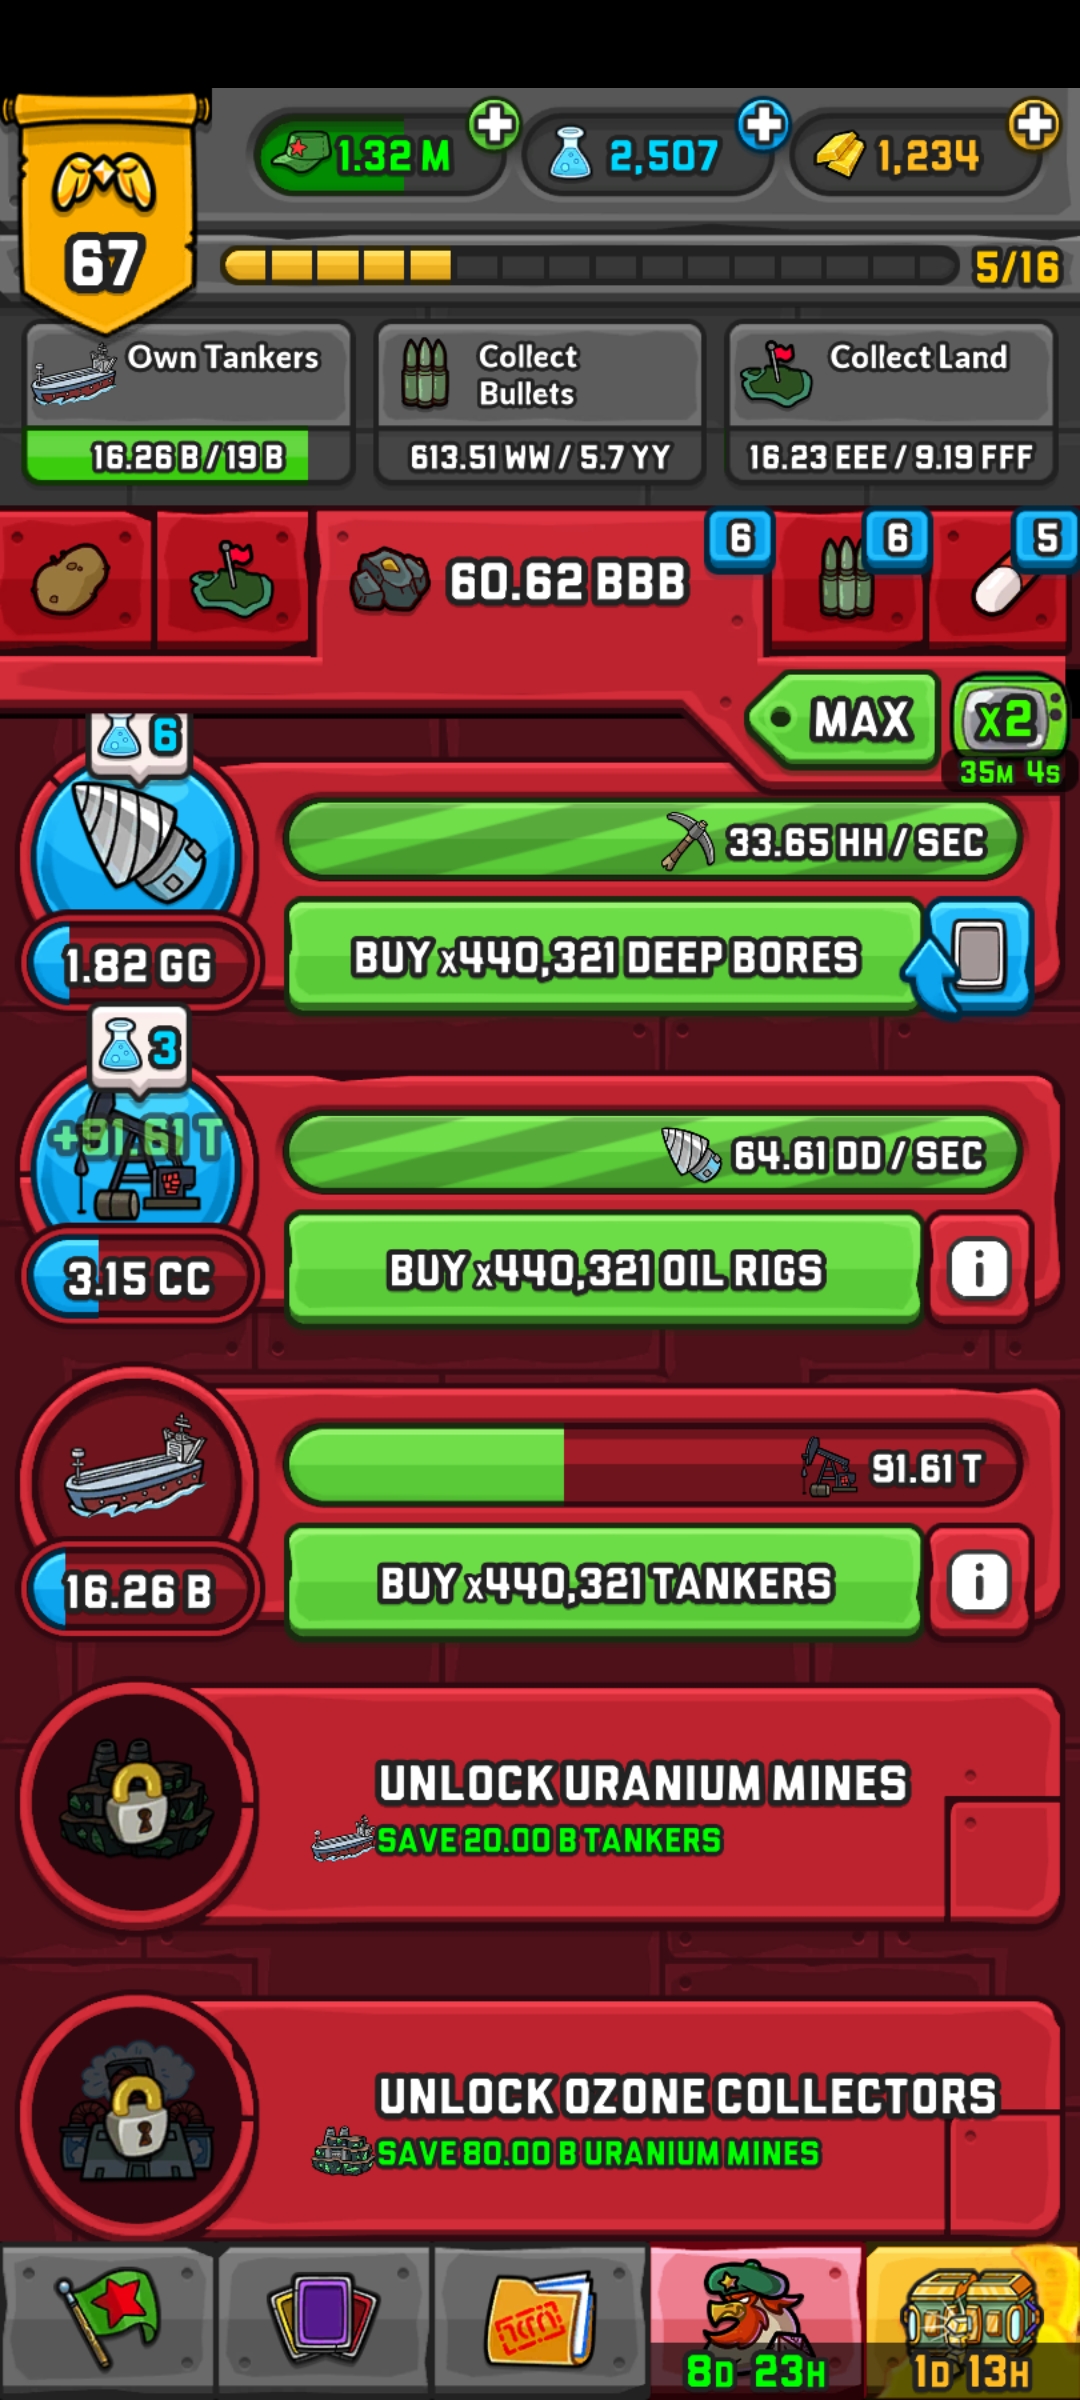 1.32 M
2,507
1,234
67
5/16
Own Tankers
16.26 B / 19 B
Collect
Bullets
613.51 WW / 5.7 YY
Collect Land
16.23 EEE / 9.19 FFF
60.62 BBB
6
6
5
MAX
x2
35M 4S
6
33.65 HH / SEC
1.82 GG
BUY x440,321 DEEP BORES
3
+91.61 T
64.61 DD / SEC
3.15 CC
BUY x440,321 OIL RIGS
i
91.61 T
16.26 B
BUY x440,321 TANKERS
i
UNLOCK URANIUM MINES
SAVE 20.00 B TANKERS
UNLOCK OZONE COLLECTORS
SAVE 80.00 B URANIUM MINES
8D 23H
1D 13H